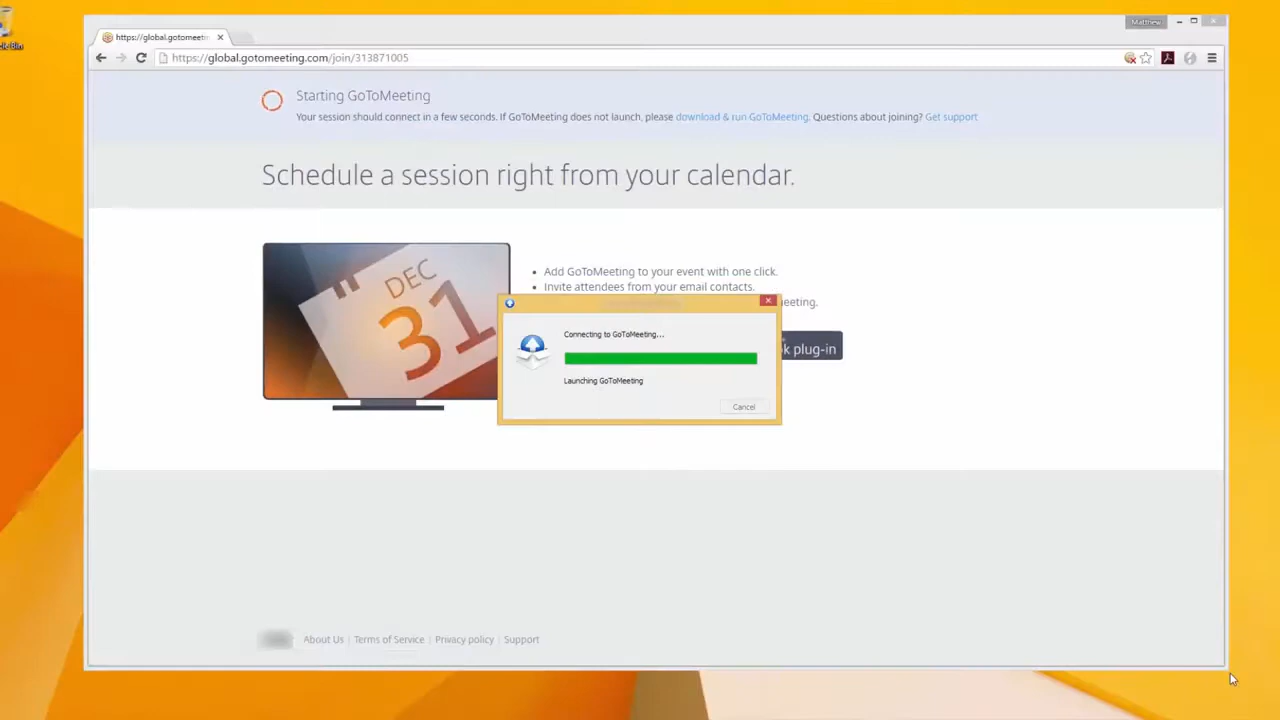 Matthew
https://global.gotomeetin
https://global.gotomeeting.com/join/313871005
Starting GoToMeeting
Your session should connect in a few seconds. If GoToMeeting does not launch, please download & run GoToMeeting. Questions about joining? Get support
Schedule a session right from your calendar.
DEC
31
• Add GoToMeeting to your event with one click.
• Invite attendees from your email contacts.
eeting.
Connecting to GoToMeeting...
k plug-in
Launching GoToMeeting
Cancel
About Us | Terms of Service | Privacy policy | Support